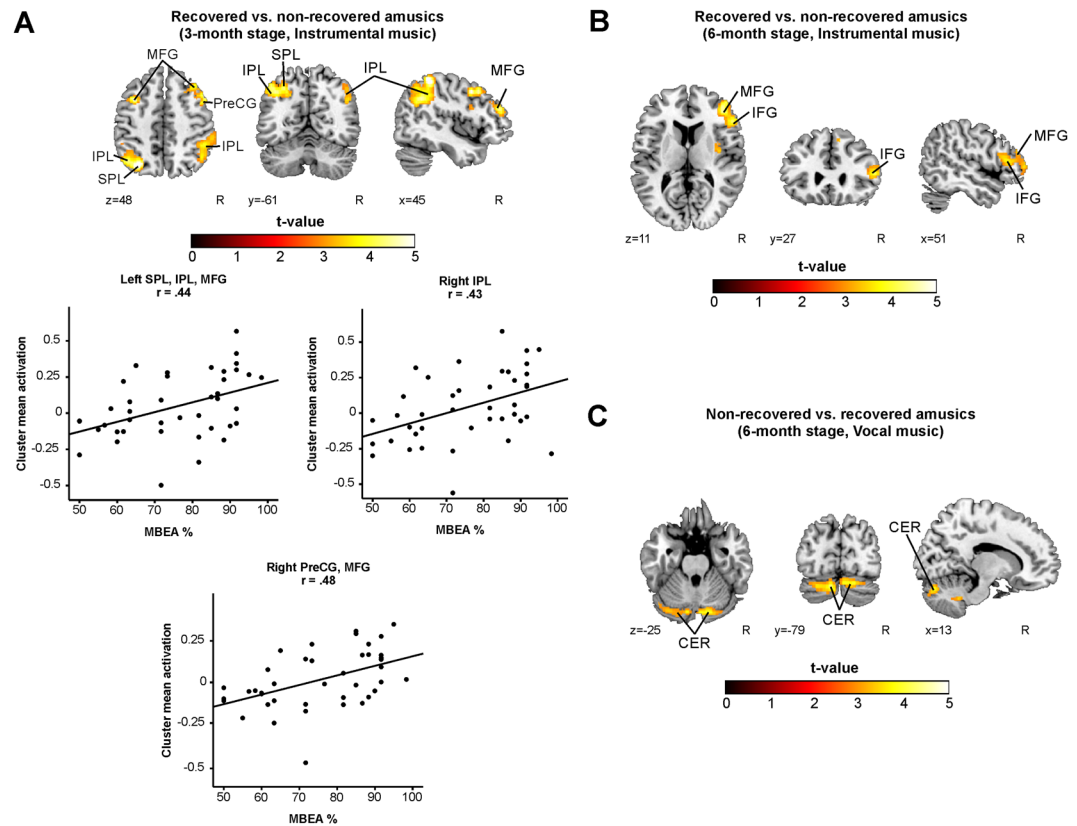 A
Recovered vs. non-recovered amusics
(3-month stage, Instrumental music)
MFG
PreCG
IPL
IPL
SPL
IPL
SPL
IPL
MFG
z=48
R
y=-61
R
x=45
R
t-value
0 1 2 3 4 5
Left SPL, IPL, MFG
r = .44
Cluster mean activation
0.5
0.25
0
-0.25
-0.5
50 60 70 80 90 100
MBEA %
Right IPL
r = .43
Cluster mean activation
0.5
0.25
0
-0.25
-0.5
50 60 70 80 90 100
MBEA %
Right PreCG, MFG
r = .48
Cluster mean activation
0.25
0
-0.25
-0.5
50 60 70 80 90 100
MBEA %
B
Recovered vs. non-recovered amusics
(6-month stage, Instrumental music)
MFG
IFG
IFG
MFG
IFG
z=11
R
y=27
R
x=51
R
t-value
0 1 2 3 4 5
C
Non-recovered vs. recovered amusics
(6-month stage, Vocal music)
CER
CER
CER
z=-25
R
y=-79
R
x=13
R
t-value
0 1 2 3 4 5